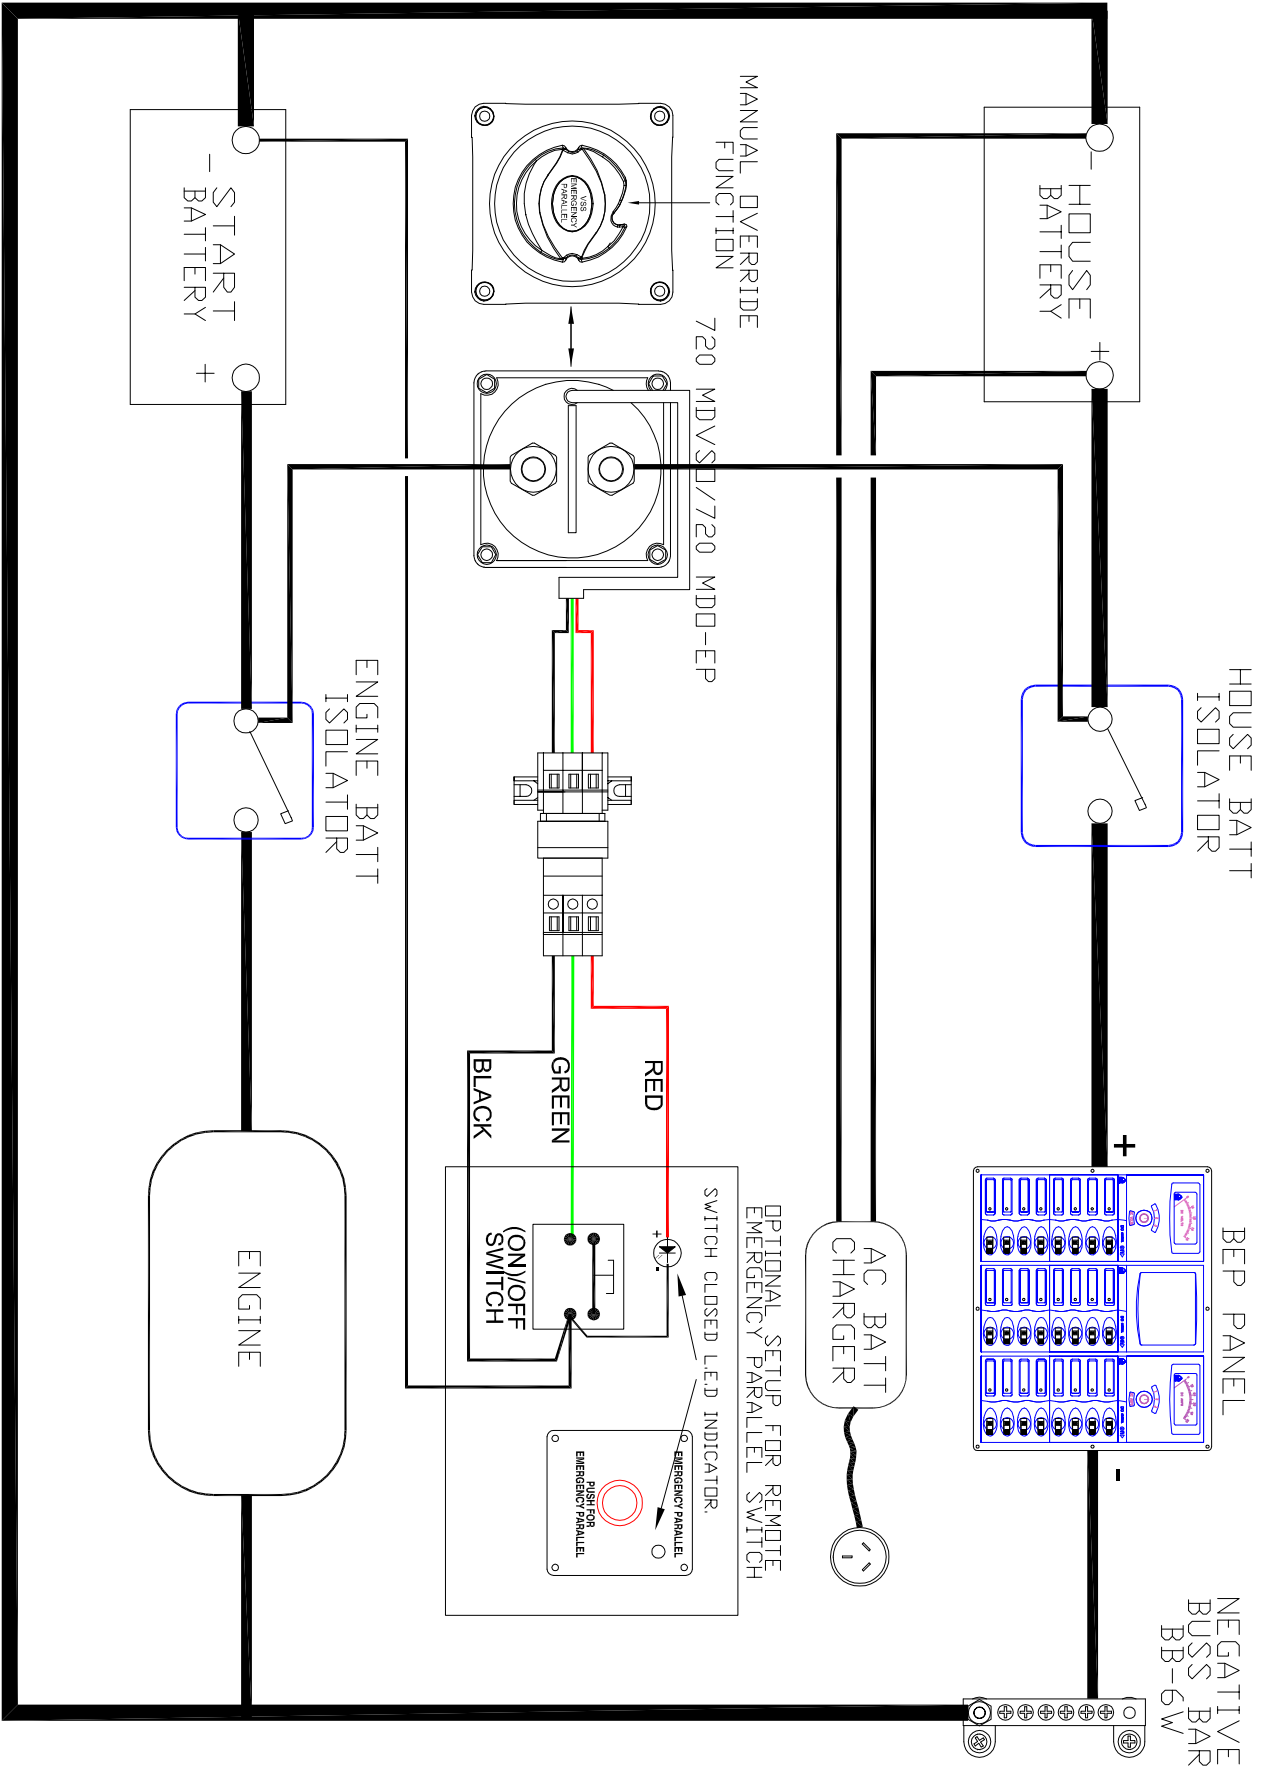 HOUSE BATT
ISOLATOR
BEP PANEL
NEGATIVE
BUSS BAR
BB-6W
+
-
- HOUSE +
BATTERY
AC BATT
CHARGER
MANUAL OVERRIDE
FUNCTION
720 MDVSO/720 MDO-EP
OPTIONAL SETUP FOR REMOTE
EMERGENCY PARALLEL SWITCH
SWITCH CLOSED L.E.D INDICATOR.
RED
+ -
EMERGENCY PARALLEL
VSS
EMERGENCY
PARALLEL
GREEN
(ON)/OFF
SWITCH
PUSH FOR
EMERGENCY PARALLEL
BLACK
ENGINE BATT
ISOLATOR
- START +
BATTERY
ENGINE